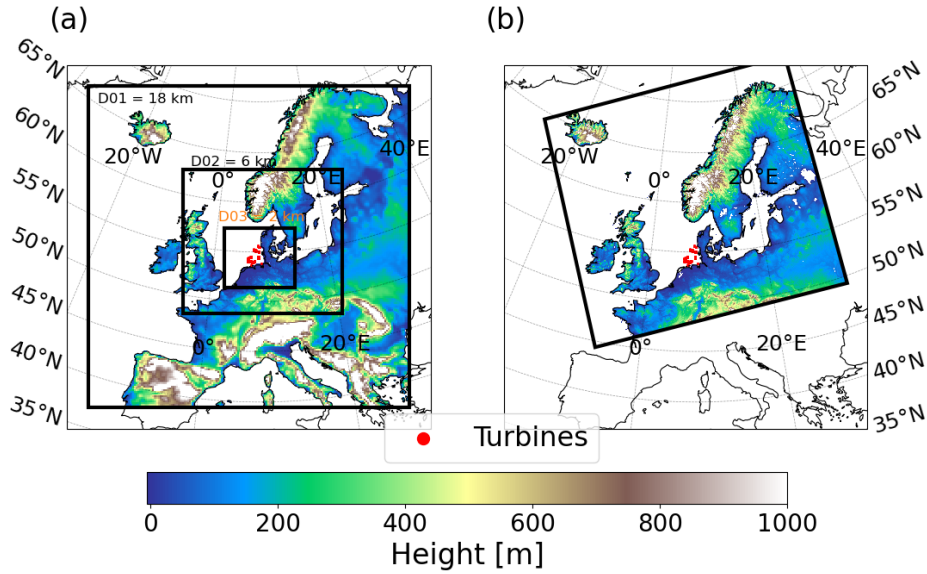 (a)
(b)
65°N
60°N
55°N
50°N
45°N
40°N
35°N
D01 = 18 km
20°W
40°E
D02 = 6 km
0°
20°E
D03 = 2 km
0°
20°E
65°N
60°N
55°N
50°N
45°N
40°N
35°N
20°W
0°
20°E
0°
20°E
Turbines
0
200
400
600
800
1000
Height [m]